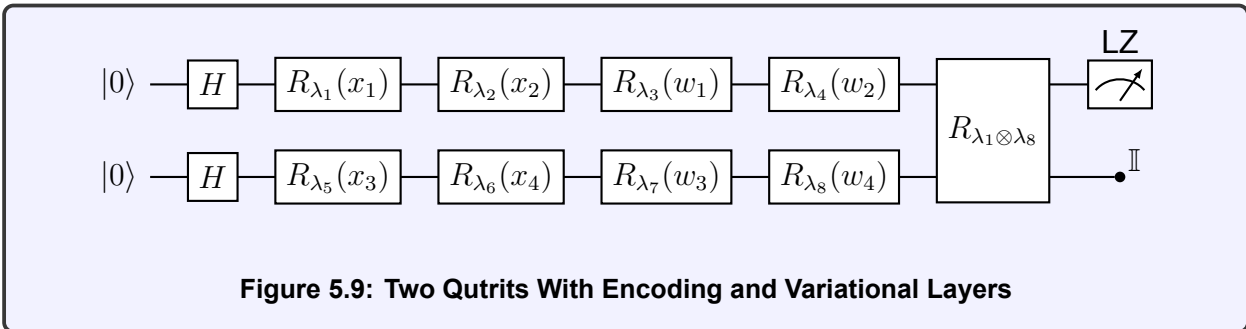 LZ
|0⟩ H R_{λ₁}(x₁) R_{λ₂}(x₂) R_{λ₃}(w₁) R_{λ₄}(w₂)
R_{λ₁⊗λ₈}
|0⟩ H R_{λ₅}(x₃) R_{λ₆}(x₄) R_{λ₇}(w₃) R_{λ₈}(w₄) 𝕀
Figure 5.9: Two Qutrits With Encoding and Variational Layers